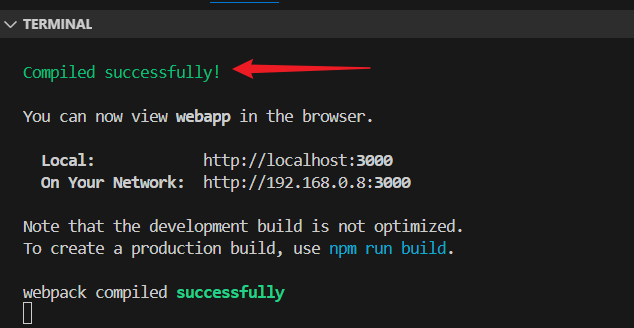 TERMINAL
Compiled successfully!
You can now view webapp in the browser.
Local: http://localhost:3000
On Your Network: http://192.168.0.8:3000
Note that the development build is not optimized.
To create a production build, use npm run build.
webpack compiled successfully